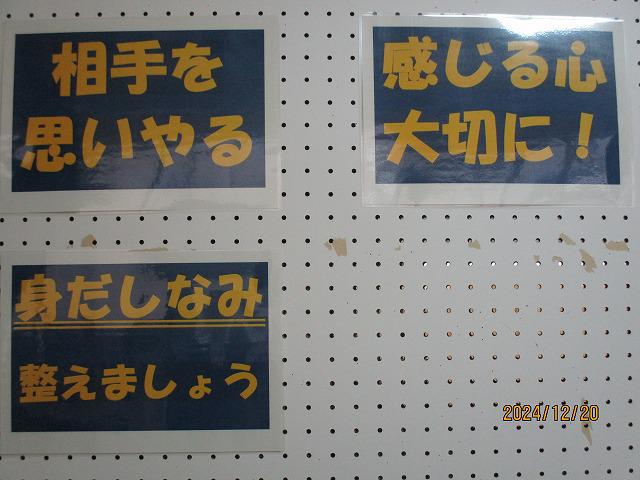 相手を
思いやる
感じる心
大切に！
身だしなみ
整えましょう
2024/12/20